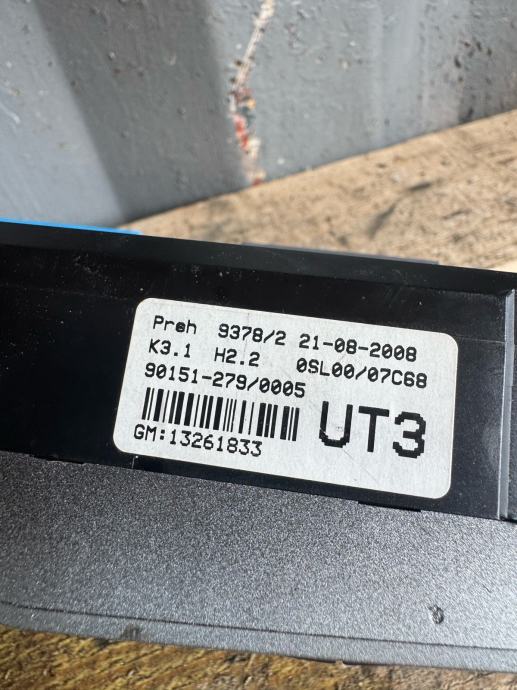 Preh 9378/2 21-08-2008
K3.1 H2.2 0SL00/07C68
90151-279/0005
UT3
GM:13261833